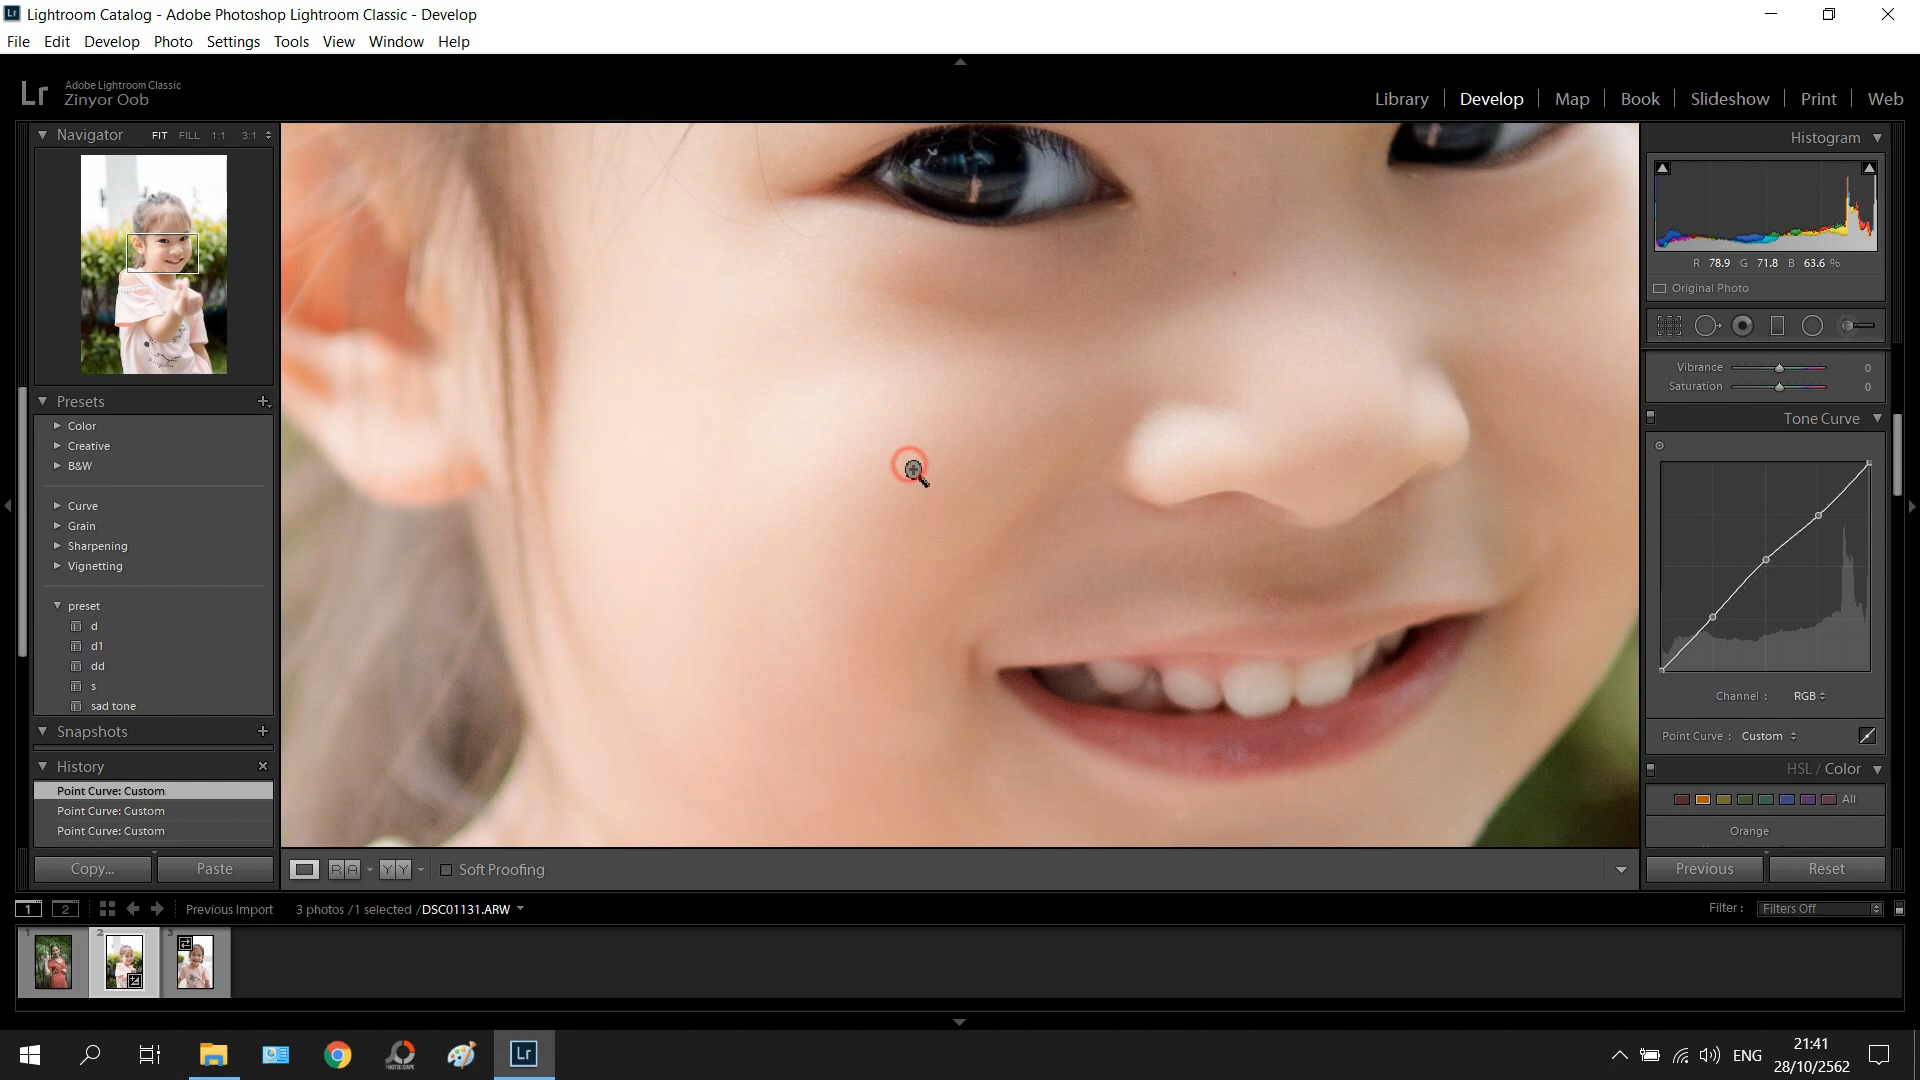 Lightroom Catalog - Adobe Photoshop Lightroom Classic - Develop
File Edit Develop Photo Settings Tools View Window Help
Lr Adobe Lightroom Classic
Zinyor Oob
Library | Develop | Map | Book | Slideshow | Print | Web
Navigator FIT FILL 1:1 3:1
Presets
Color
Creative
B&W
Curve
Grain
Sharpening
Vignetting
preset
d
d1
dd
s
sad tone
Snapshots
History
Point Curve: Custom
Point Curve: Custom
Point Curve: Custom
Copy... Paste
Soft Proofing
Histogram
R 78.9 G 71.8 B 63.6 %
Original Photo
Vibrance 0
Saturation 0
Tone Curve
Channel : RGB
Point Curve : Custom
HSL / Color
All
Orange
Previous Reset
1 2 Previous Import 3 photos /1 selected /DSC01131.ARW Filter : Filters Off
1 2 3
Lr ENG 21:41
28/10/2562